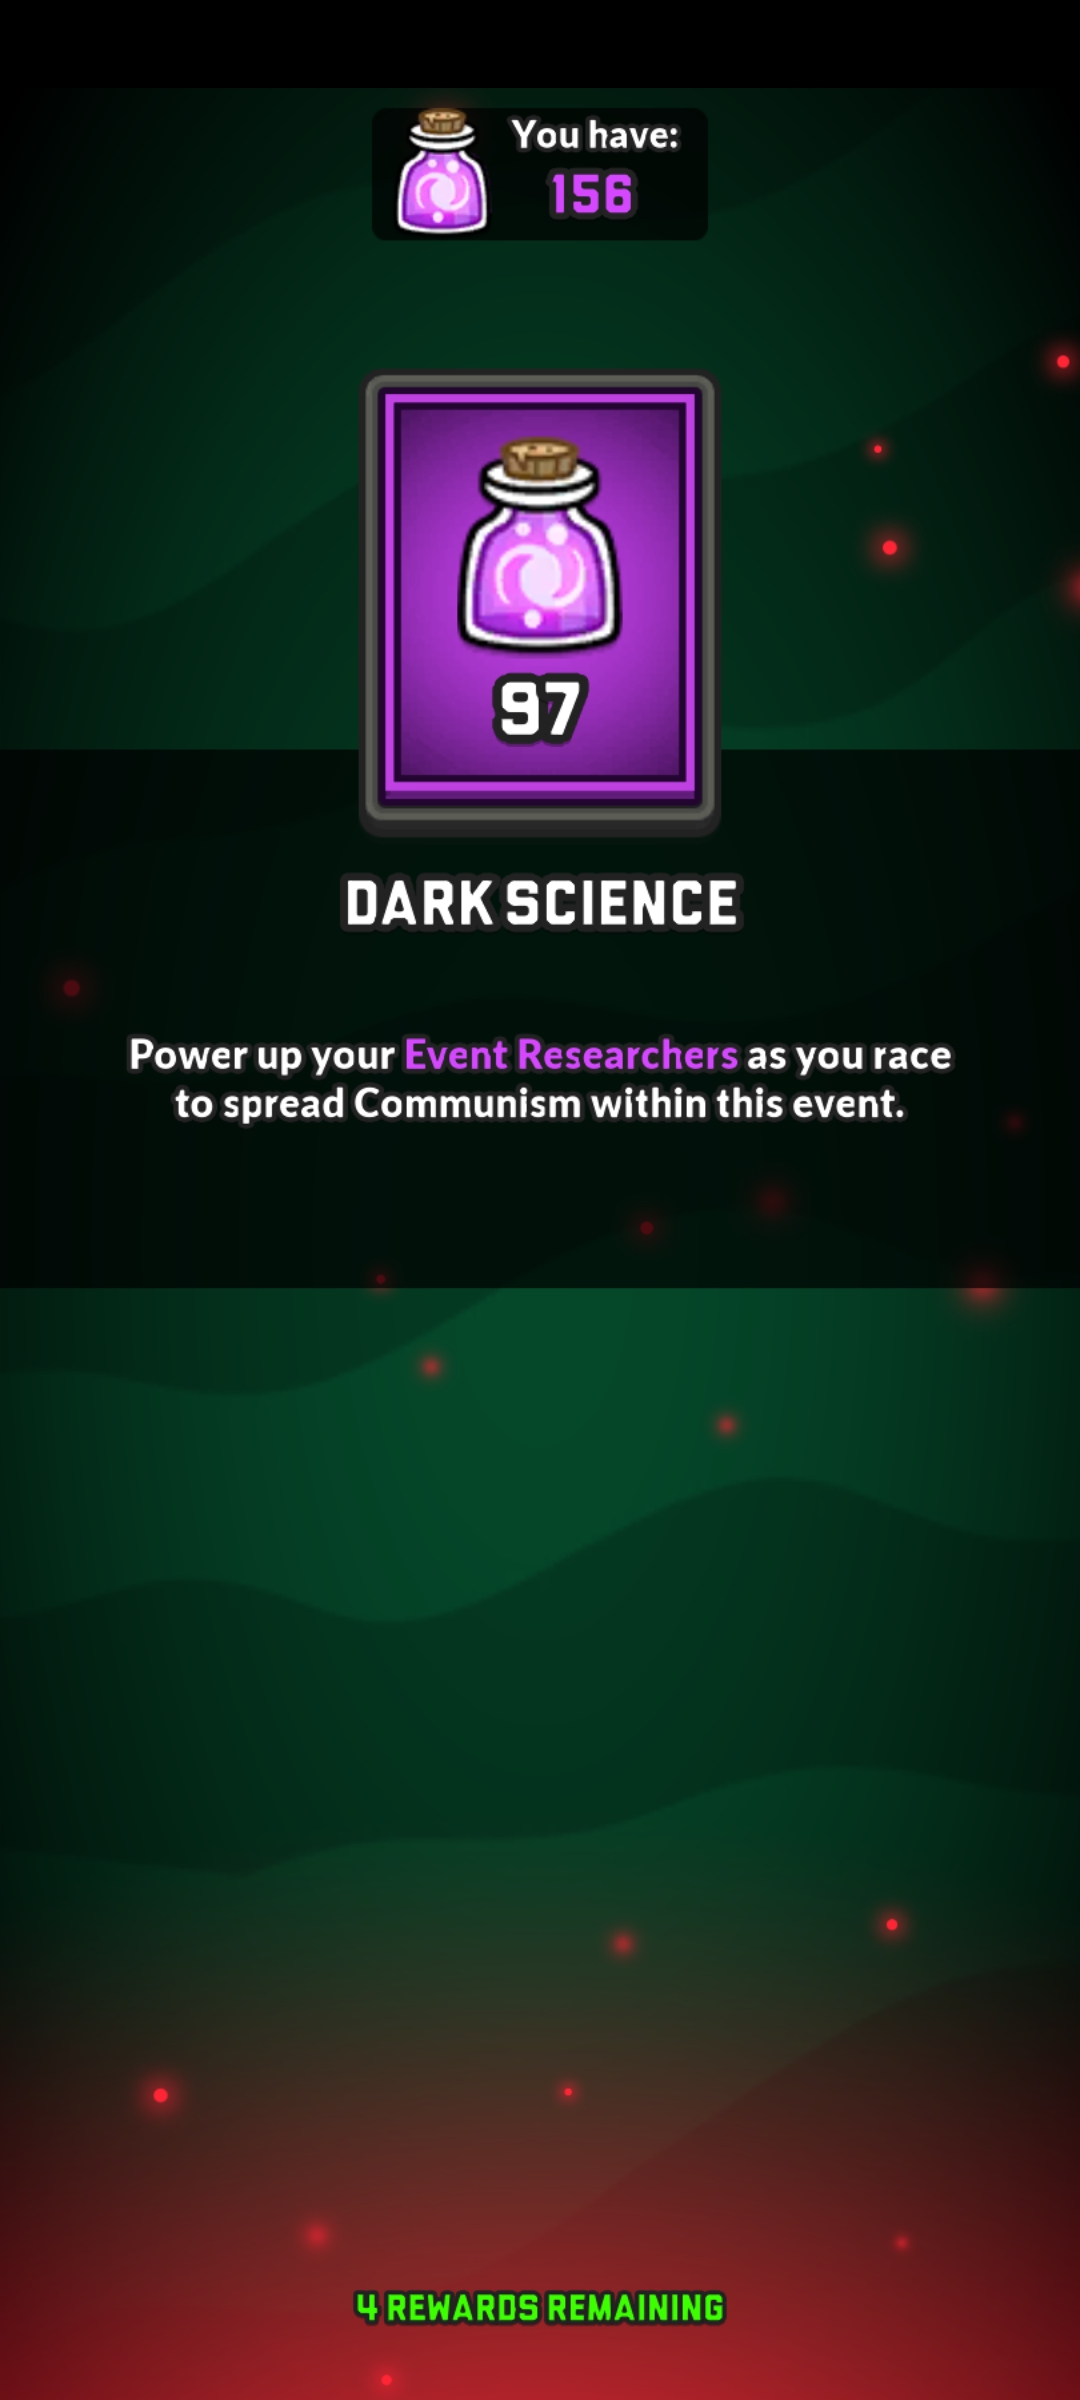 You have:
156
97
DARK SCIENCE
Power up your Event Researchers as you race
to spread Communism within this event.
4 REWARDS REMAINING